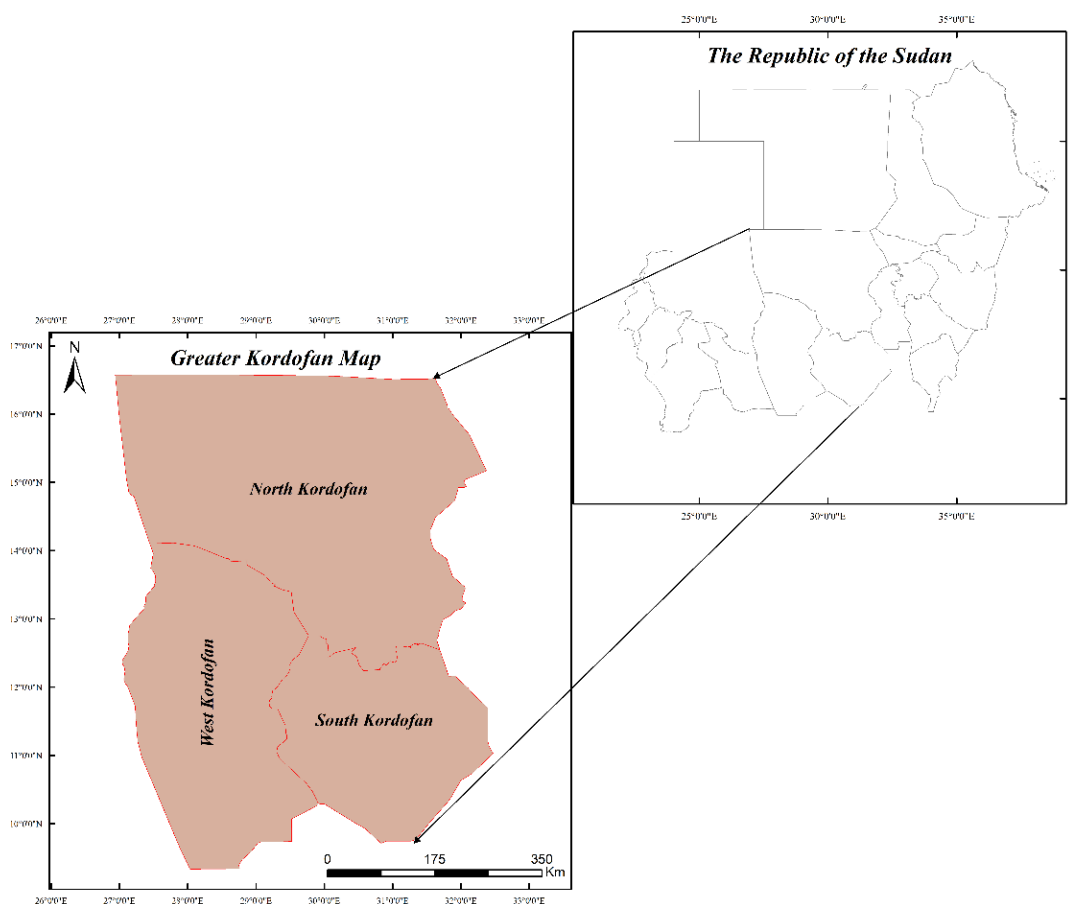 25°0'0"E 30°0'0"E 35°0'0"E
The Republic of the Sudan
25°0'0"E 30°0'0"E 35°0'0"E
26°0'0"E 27°0'0"E 28°0'0"E 29°0'0"E 30°0'0"E 31°0'0"E 32°0'0"E 33°0'0"E
17°0'0"N
N
Greater Kordofan Map
16°0'0"N
15°0'0"N
North Kordofan
14°0'0"N
13°0'0"N
12°0'0"N
West Kordofan
South Kordofan
11°0'0"N
10°0'0"N
0 175 350
Km
26°0'0"E 27°0'0"E 28°0'0"E 29°0'0"E 30°0'0"E 31°0'0"E 32°0'0"E 33°0'0"E